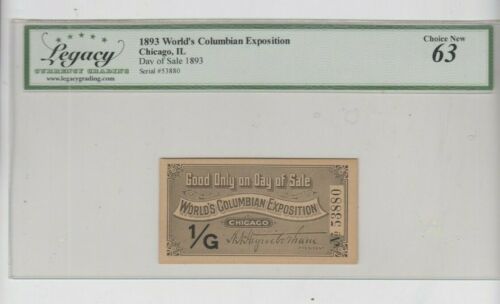 Legacy
CURRENCY GRADING
www.legacygrading.com
1893 World's Columbian Exposition
Chicago, IL
Day of Sale 1893
Serial #53880
Choice New
63
Good Only on Day of Sale
WORLD'S COLUMBIAN EXPOSITION
CHICAGO
1/G
PRESIDENT
No 53880